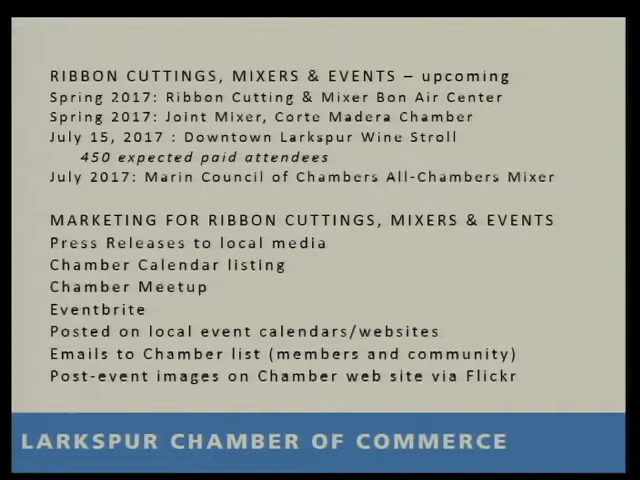 RIBBON CUTTINGS, MIXERS & EVENTS – upcoming
Spring 2017: Ribbon Cutting & Mixer Bon Air Center
Spring 2017: Joint Mixer, Corte Madera Chamber
July 15, 2017 : Downtown Larkspur Wine Stroll
450 expected paid attendees
July 2017: Marin Council of Chambers All-Chambers Mixer
MARKETING FOR RIBBON CUTTINGS, MIXERS & EVENTS
Press Releases to local media
Chamber Calendar listing
Chamber Meetup
Eventbrite
Posted on local event calendars/websites
Emails to Chamber list (members and community)
Post-event images on Chamber web site via Flickr
LARKSPUR CHAMBER OF COMMERCE